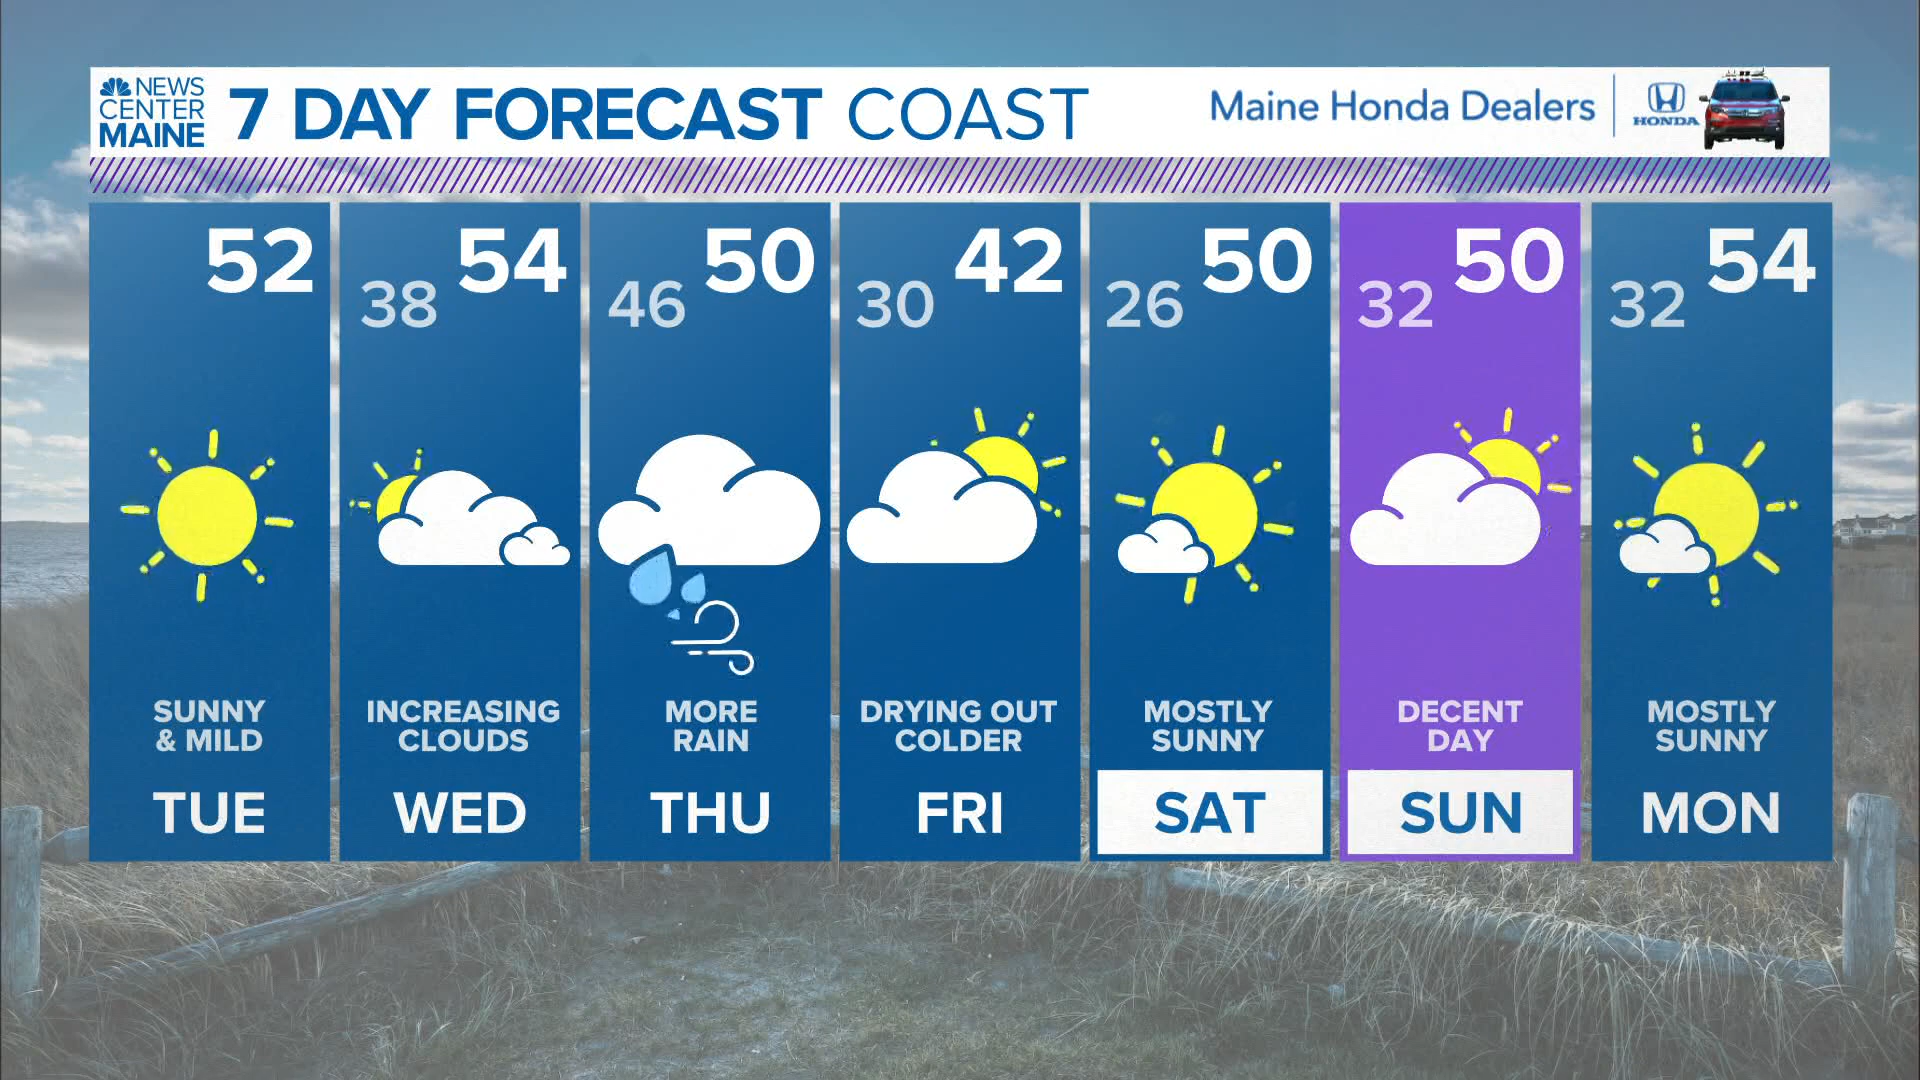 NEWS
CENTER
MAINE
7 DAY FORECAST COAST
Maine Honda Dealers
HONDA
52
SUNNY
& MILD
TUE
38 54
INCREASING
CLOUDS
WED
46 50
MORE
RAIN
THU
30 42
DRYING OUT
COLDER
FRI
26 50
MOSTLY
SUNNY
SAT
32 50
DECENT
DAY
SUN
32 54
MOSTLY
SUNNY
MON